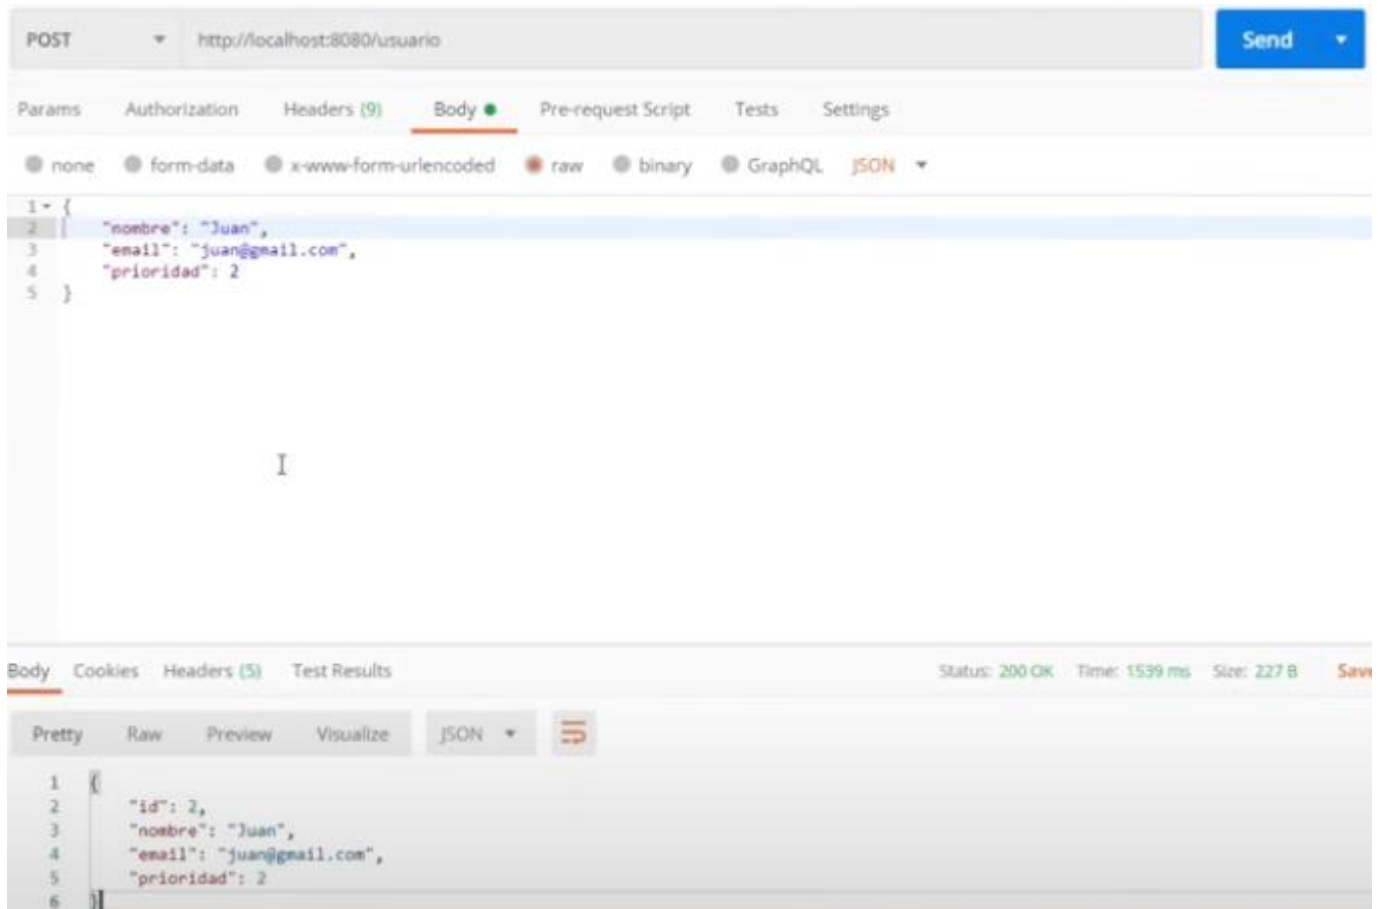 POST http://localhost:8080/usuario Send
Params Authorization Headers (9) Body Pre-request Script Tests Settings
none form-data x-www-form-urlencoded raw binary GraphQL JSON
1 {
2 "nombre": "Juan",
3 "email": "juan@gmail.com",
4 "prioridad": 2
5 }
Body Cookies Headers (5) Test Results Status: 200 OK Time: 1539 ms Size: 227 B Save
Pretty Raw Preview Visualize JSON
1 {
2 "id": 2,
3 "nombre": "Juan",
4 "email": "juan@gmail.com",
5 "prioridad": 2
6 }